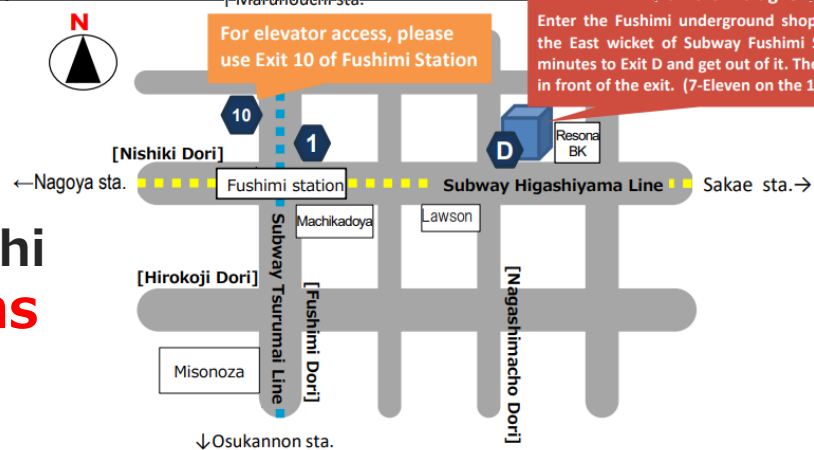 N
For elevator access, please
use Exit 10 of Fushimi Station
Enter the Fushimi underground shop
the East wicket of Subway Fushimi S
minutes to Exit D and get out of it. The
in front of the exit. (7-Eleven on the 1
10
1
D
Resona
BK
[Nishiki Dori]
←Nagoya sta.
Fushimi station
Subway Higashiyama Line
Sakae sta.→
Machikadoya
Lawson
hi
ns
[Hirokoji Dori]
Subway Tsurumai Line
[Fushimi Dori]
[Nagashimacho Dori]
Misonoza
↓Osukannon sta.